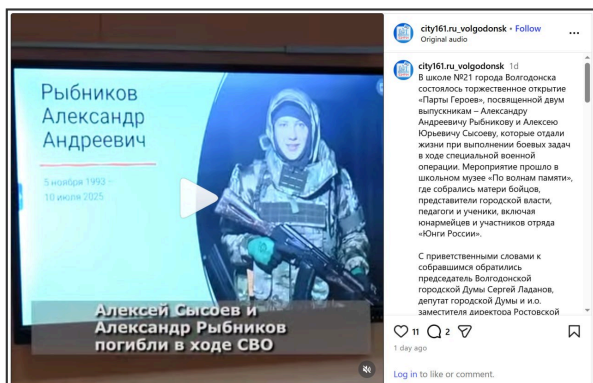 Рыбников
Александр
Андреевич
5 ноября 1993 –
10 июля 2025
Алексей Сысоев и
Александр Рыбников
погибли в ходе СВО
city161.ru_volgodonsk • Follow
Original audio
city161.ru_volgodonsk 1d
В школе №21 города Волгодонска
состоялось торжественное открытие
«Парты Героев», посвященной двум
выпускникам – Александру
Андреевичу Рыбникову и Алексею
Юрьевичу Сысоеву, которые отдали
жизни при выполнении боевых задач
в ходе специальной военной
операции. Мероприятие прошло в
школьном музее «По волнам памяти»,
где собрались матери бойцов,
представители городской власти,
педагоги и ученики, включая
юнармейцев и участников отряда
«Юнги России».
С приветственными словами к
собравшимся обратились
председатель Волгодонской
городской Думы Сергей Ладанов,
депутат городской Думы и и.о.
заместителя директора Ростовской
11 2
1 day ago
Log in to like or comment.